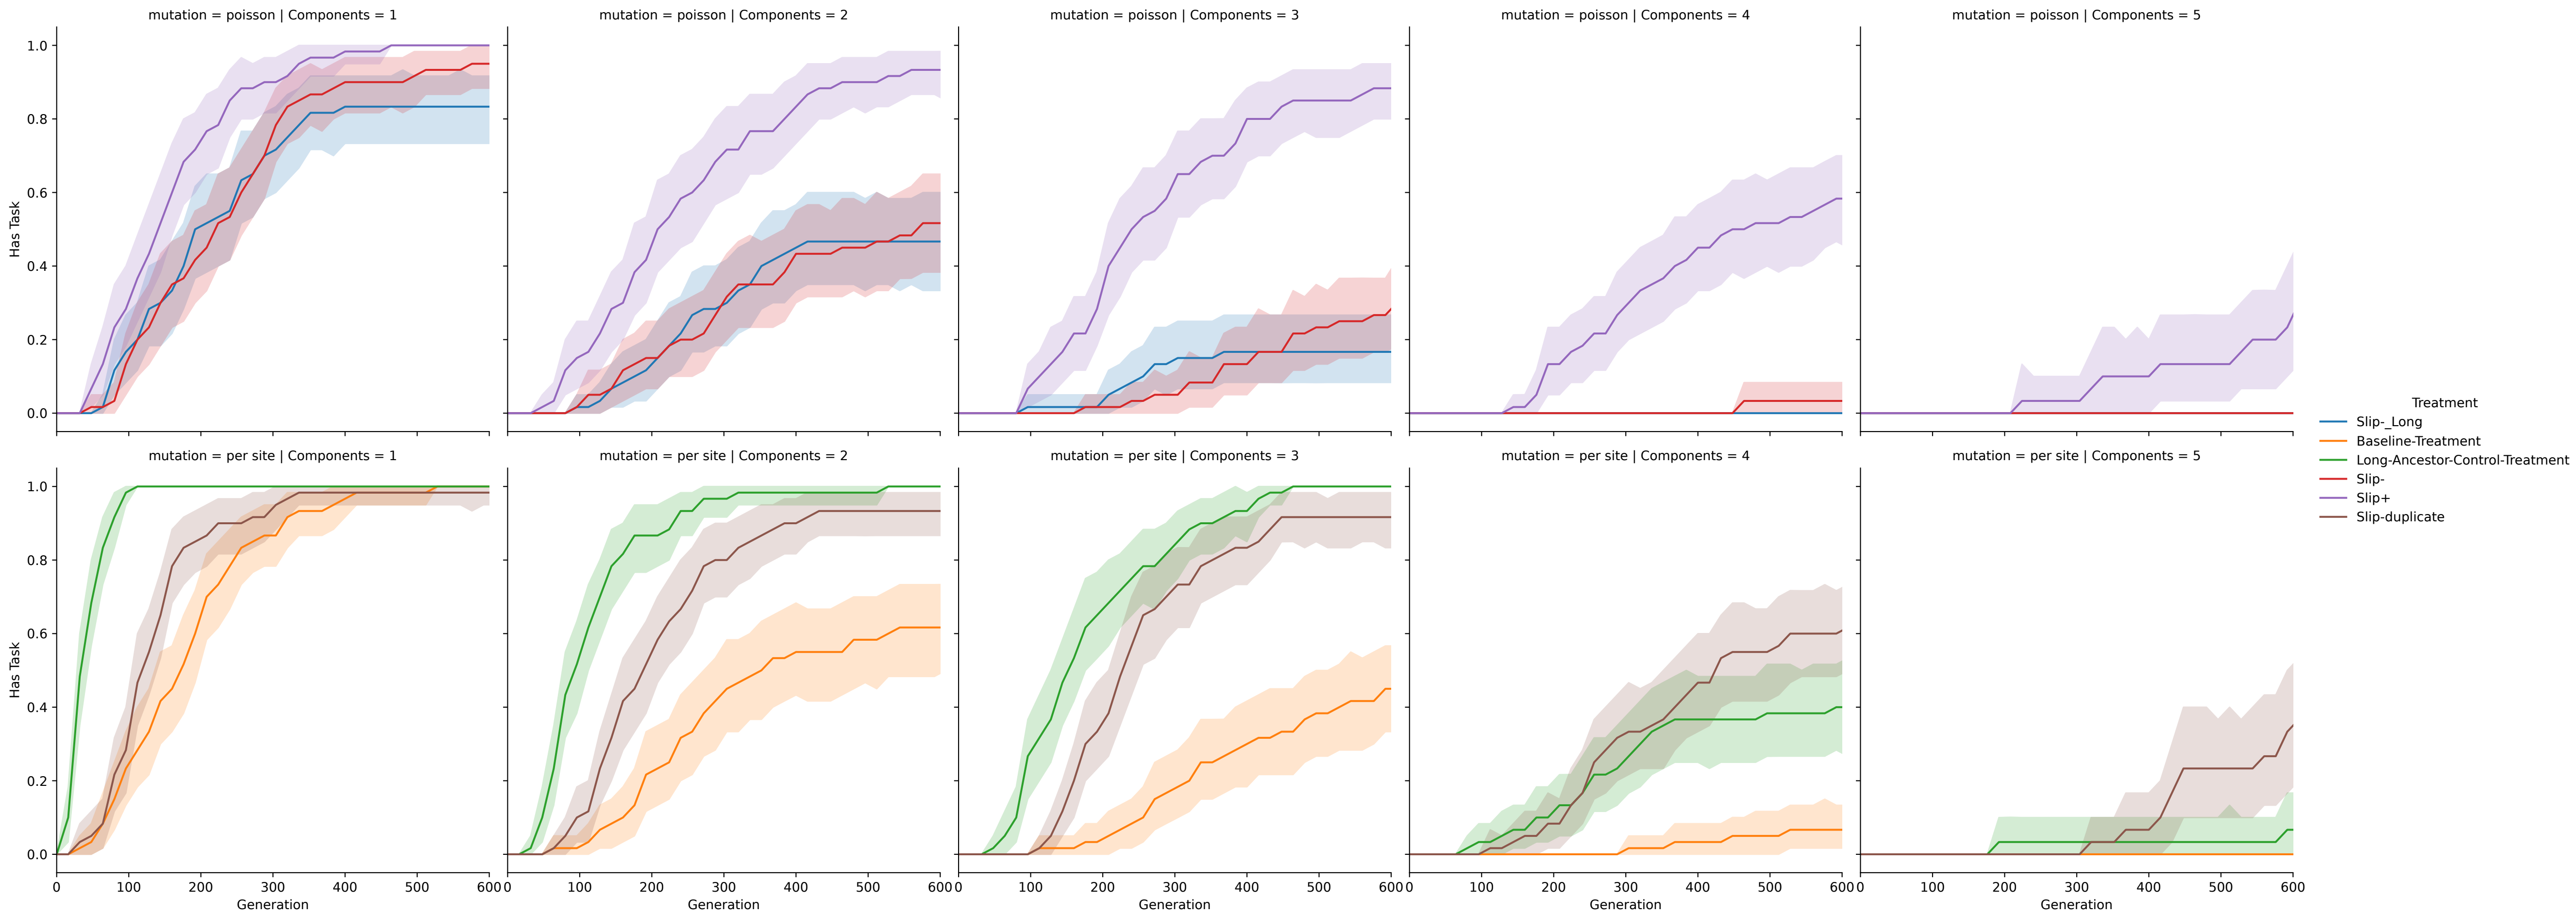 mutation = poisson | Components = 1
mutation = poisson | Components = 2
mutation = poisson | Components = 3
mutation = poisson | Components = 4
mutation = poisson | Components = 5
1.0
0.8
0.6
0.4
0.2
0.0
Has Task
mutation = per site | Components = 1
mutation = per site | Components = 2
mutation = per site | Components = 3
mutation = per site | Components = 4
mutation = per site | Components = 5
1.0
0.8
0.6
0.4
0.2
0.0
Has Task
0 100 200 300 400 500 600
0 100 200 300 400 500 600
0 100 200 300 400 500 600
0 100 200 300 400 500 600
0 100 200 300 400 500 600
Generation
Generation
Generation
Generation
Generation
Treatment
Slip-_Long
Baseline-Treatment
Long-Ancestor-Control-Treatment
Slip-
Slip+
Slip-duplicate